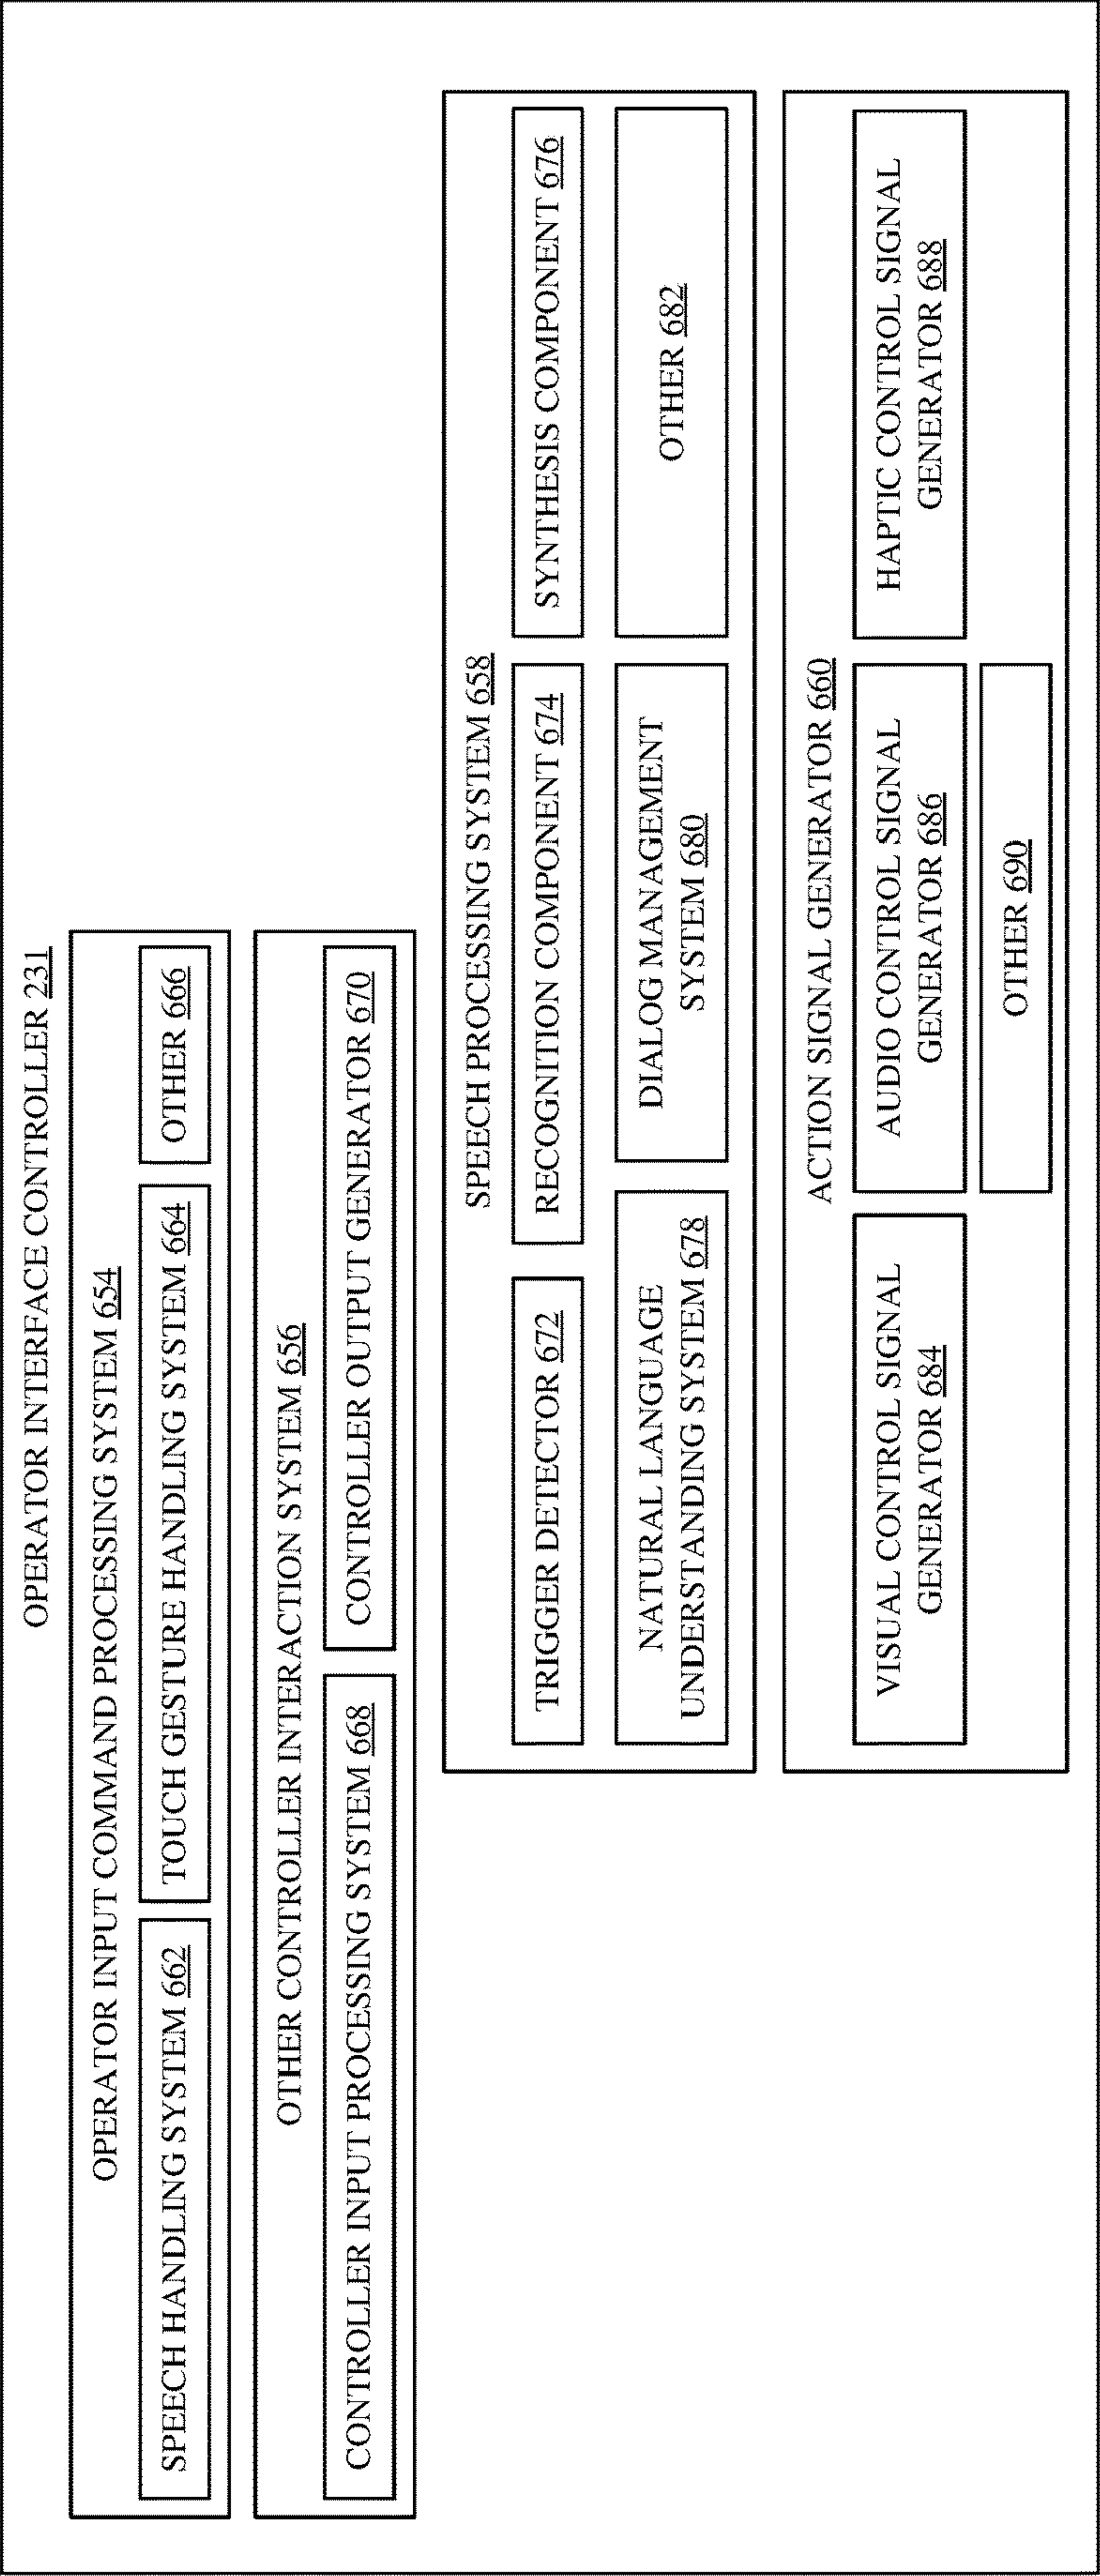 OPERATOR INTERFACE CONTROLLER 231
OPERATOR INPUT COMMAND PROCESSING SYSTEM 654
SPEECH HANDLING SYSTEM 662
TOUCH GESTURE HANDLING SYSTEM 664
OTHER 666
OTHER CONTROLLER INTERACTION SYSTEM 656
CONTROLLER INPUT PROCESSING SYSTEM 668
CONTROLLER OUTPUT GENERATOR 670
SPEECH PROCESSING SYSTEM 658
TRIGGER DETECTOR 672
RECOGNITION COMPONENT 674
SYNTHESIS COMPONENT 676
NATURAL LANGUAGE
UNDERSTANDING SYSTEM 678
DIALOG MANAGEMENT
SYSTEM 680
OTHER 682
ACTION SIGNAL GENERATOR 660
VISUAL CONTROL SIGNAL
GENERATOR 684
AUDIO CONTROL SIGNAL
GENERATOR 686
HAPTIC CONTROL SIGNAL
GENERATOR 688
OTHER 690